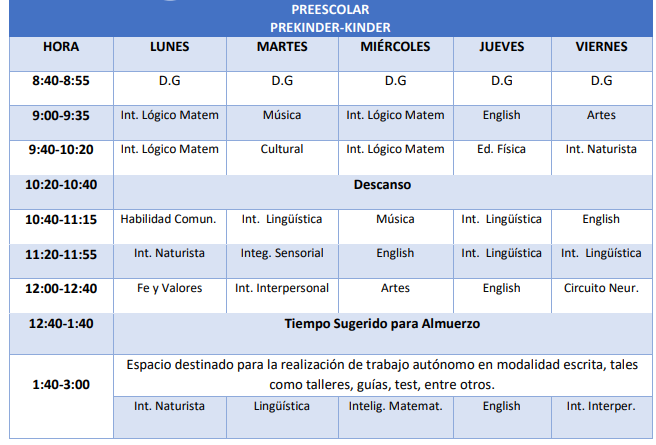 PREESCOLAR
PREKINDER-KINDER
HORA LUNES MARTES MIÉRCOLES JUEVES VIERNES
8:40-8:55 D.G D.G D.G D.G D.G
9:00-9:35 Int. Lógico Matem Música Int. Lógico Matem English Artes
9:40-10:20 Int. Lógico Matem Cultural Int. Lógico Matem Ed. Física Int. Naturista
10:20-10:40 Descanso
10:40-11:15 Habilidad Comun. Int. Lingüística Música Int. Lingüística English
11:20-11:55 Int. Naturista Integ. Sensorial English Int. Lingüística Int. Lingüística
12:00-12:40 Fe y Valores Int. Interpersonal Artes English Circuito Neur.
12:40-1:40 Tiempo Sugerido para Almuerzo
1:40-3:00 Espacio destinado para la realización de trabajo autónomo en modalidad escrita, tales
como talleres, guías, test, entre otros.
Int. Naturista Lingüística Intelig. Matemat. English Int. Interper.